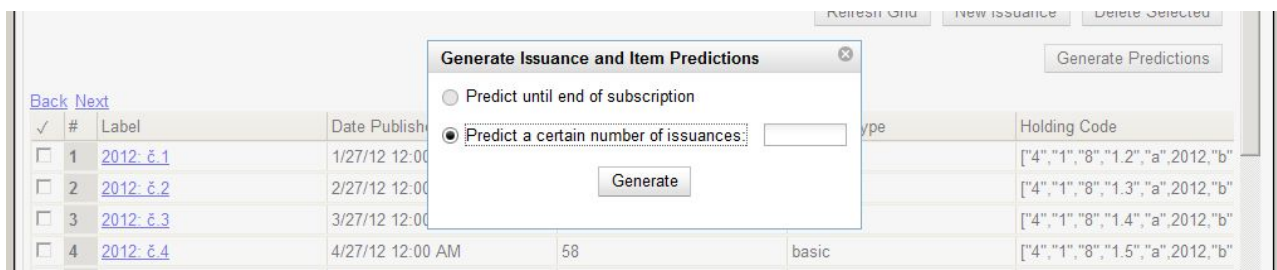 Refresh Grid New Issuance Delete Selected
Generate Issuance and Item Predictions
Generate Predictions
Predict until end of subscription
Back Next
✓ # Label Date Publishe ype Holding Code
Predict a certain number of issuances:
1 2012: č.1 1/27/12 12:00 ["4","1","8","1.2","a",2012,"b"
Generate
2 2012: č.2 2/27/12 12:00 ["4","1","8","1.3","a",2012,"b"
3 2012: č.3 3/27/12 12:00 ["4","1","8","1.4","a",2012,"b"
4 2012: č.4 4/27/12 12:00 AM 58 basic ["4","1","8","1.5","a",2012,"b"